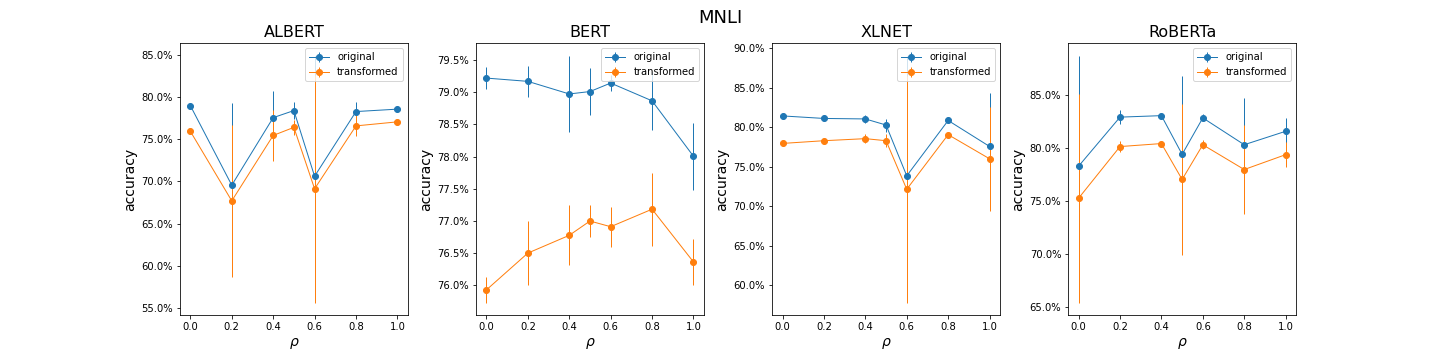 MNLI
ALBERT
accuracy
85.0%
80.0%
75.0%
70.0%
65.0%
60.0%
55.0%
original
transformed
0.0 0.2 0.4 0.6 0.8 1.0
ρ
BERT
accuracy
79.5%
79.0%
78.5%
78.0%
77.5%
77.0%
76.5%
76.0%
original
transformed
0.0 0.2 0.4 0.6 0.8 1.0
ρ
XLNET
accuracy
90.0%
85.0%
80.0%
75.0%
70.0%
65.0%
60.0%
original
transformed
0.0 0.2 0.4 0.6 0.8 1.0
ρ
RoBERTa
accuracy
85.0%
80.0%
75.0%
70.0%
65.0%
original
transformed
0.0 0.2 0.4 0.6 0.8 1.0
ρ